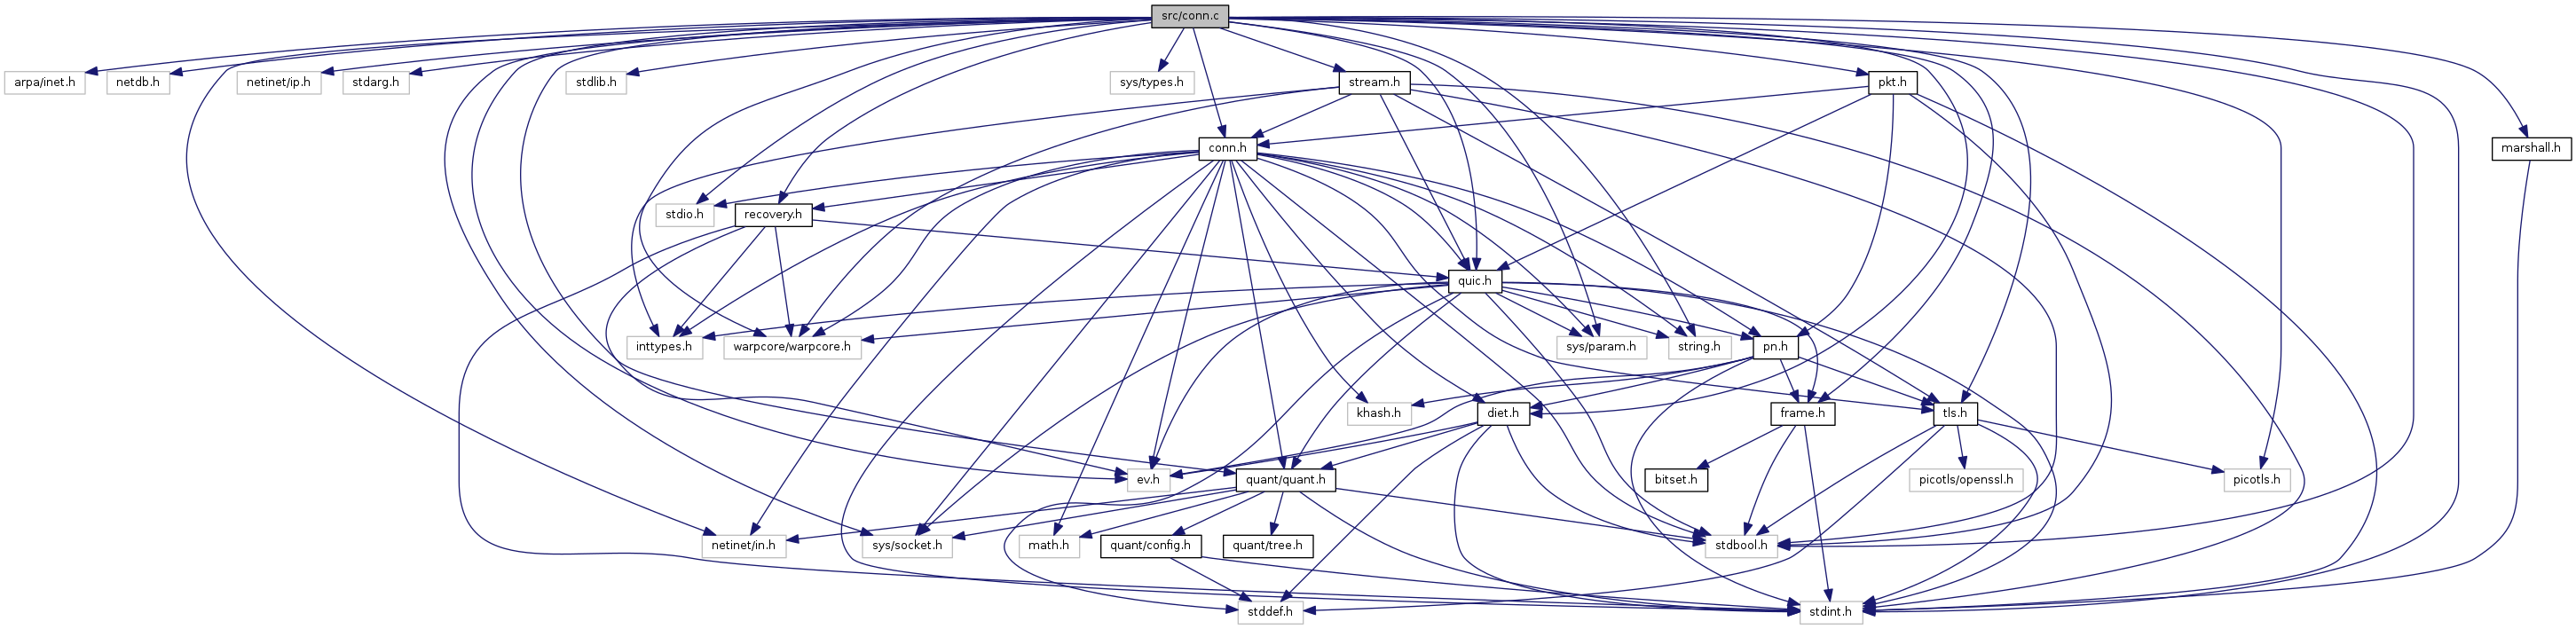 src/conn.c
arpa/inet.h
netdb.h
netinet/ip.h
stdarg.h
stdlib.h
sys/types.h
stream.h
pkt.h
conn.h
marshall.h
stdio.h
recovery.h
quic.h
inttypes.h
warpcore/warpcore.h
sys/param.h
string.h
pn.h
khash.h
diet.h
frame.h
tls.h
ev.h
quant/quant.h
bitset.h
picotls/openssl.h
picotls.h
netinet/in.h
sys/socket.h
math.h
quant/config.h
quant/tree.h
stdbool.h
stddef.h
stdint.h